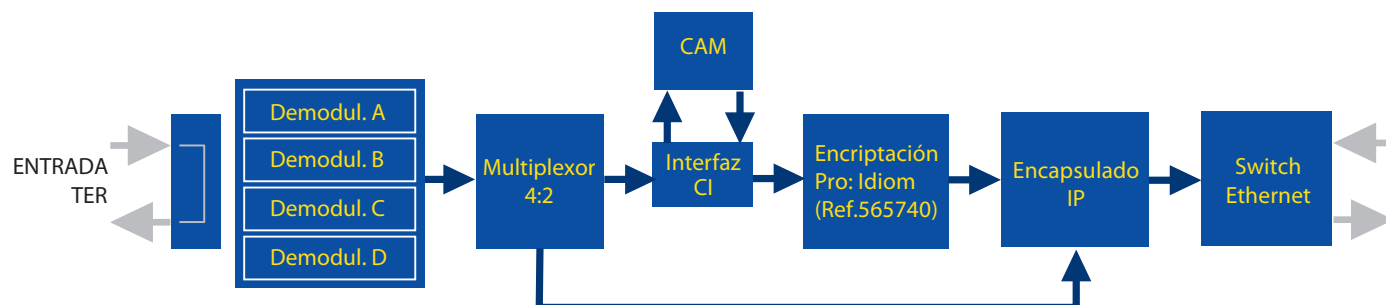 ENTRADA
TER
Demodul. A
Demodul. B
Demodul. C
Demodul. D
Multiplexor
4:2
CAM
Interfaz
CI
Encriptación
Pro: Idiom
(Ref.565740)
Encapsulado
IP
Switch
Ethernet